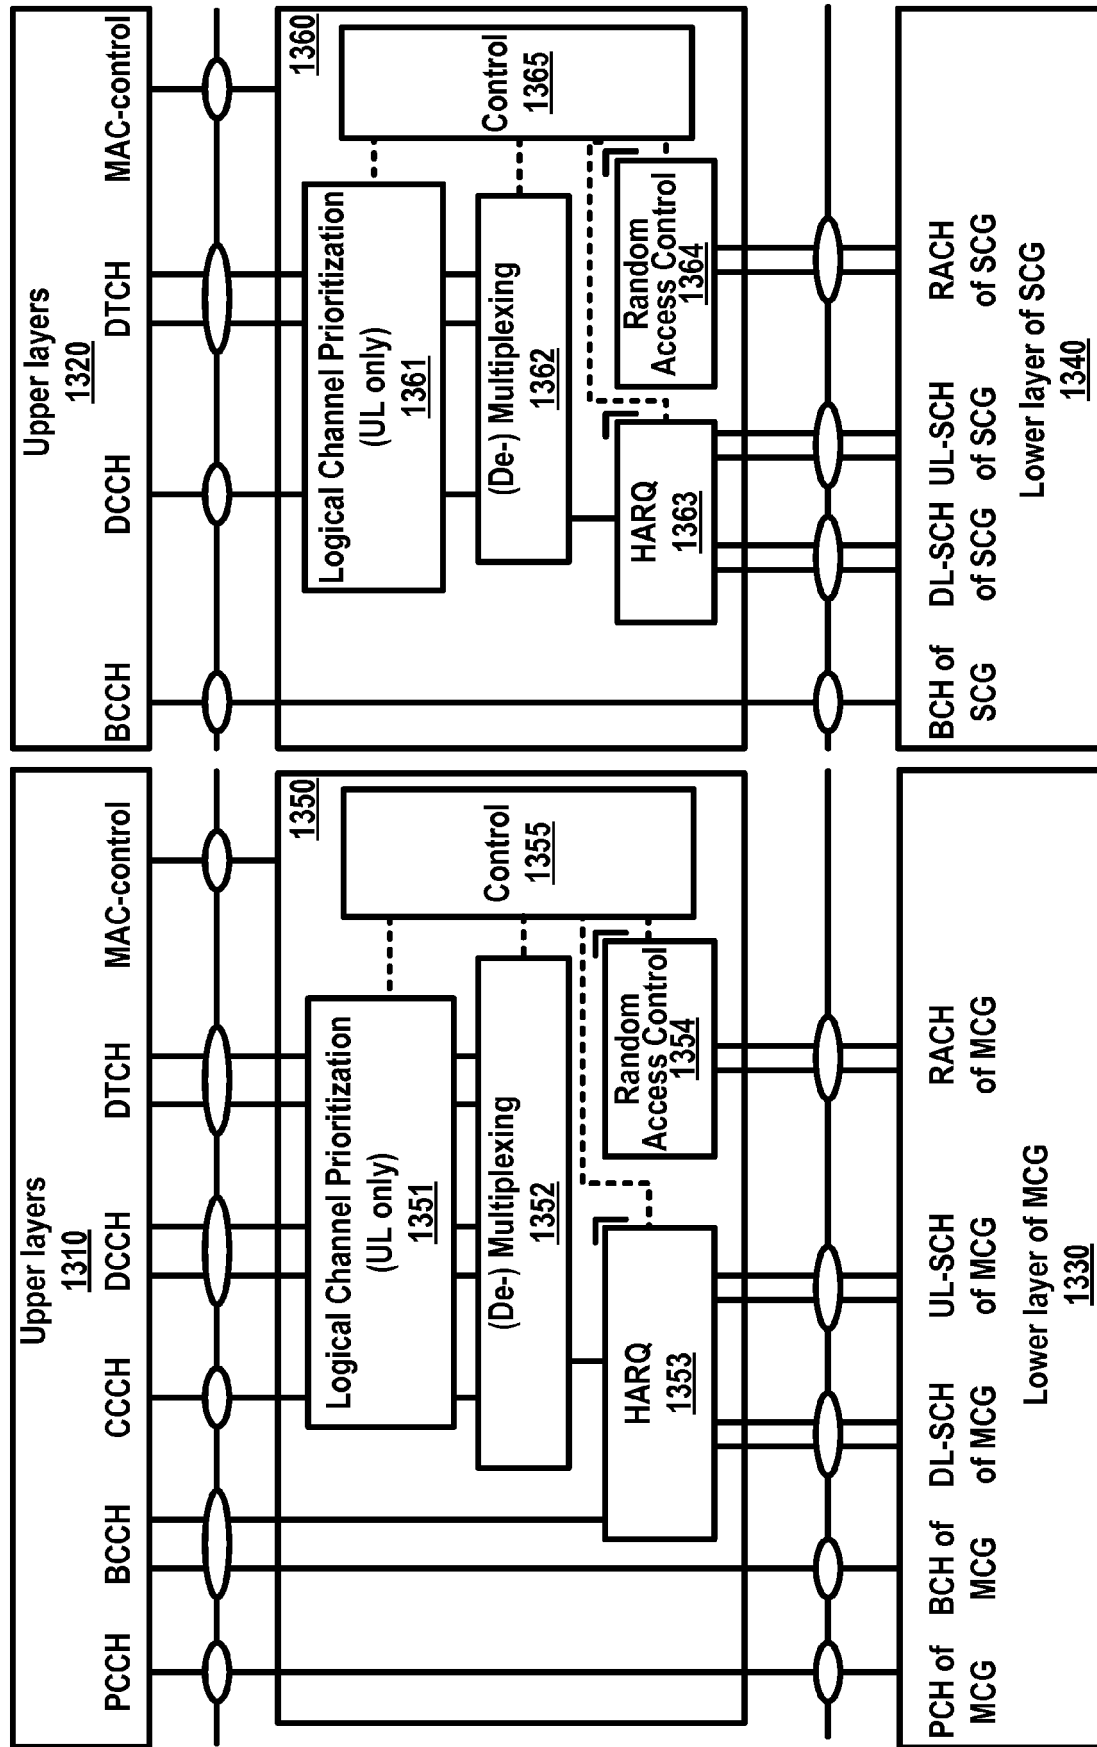 Upper layers
1310
PCCH
BCCH
CCCH
DCCH
DTCH
MAC-control
1350
Logical Channel Prioritization
(UL only)
1351
(De-) Multiplexing
1352
HARQ
1353
Random
Access Control
1354
Control
1355
PCH of
MCG
BCH of
MCG
DL-SCH
of MCG
UL-SCH
of MCG
RACH
of MCG
Lower layer of MCG
1330
Upper layers
1320
BCCH
DCCH
DTCH
MAC-control
1360
Logical Channel Prioritization
(UL only)
1361
(De-) Multiplexing
1362
HARQ
1363
Random
Access Control
1364
Control
1365
BCH of
SCG
DL-SCH
of SCG
UL-SCH
of SCG
RACH
of SCG
Lower layer of SCG
1340